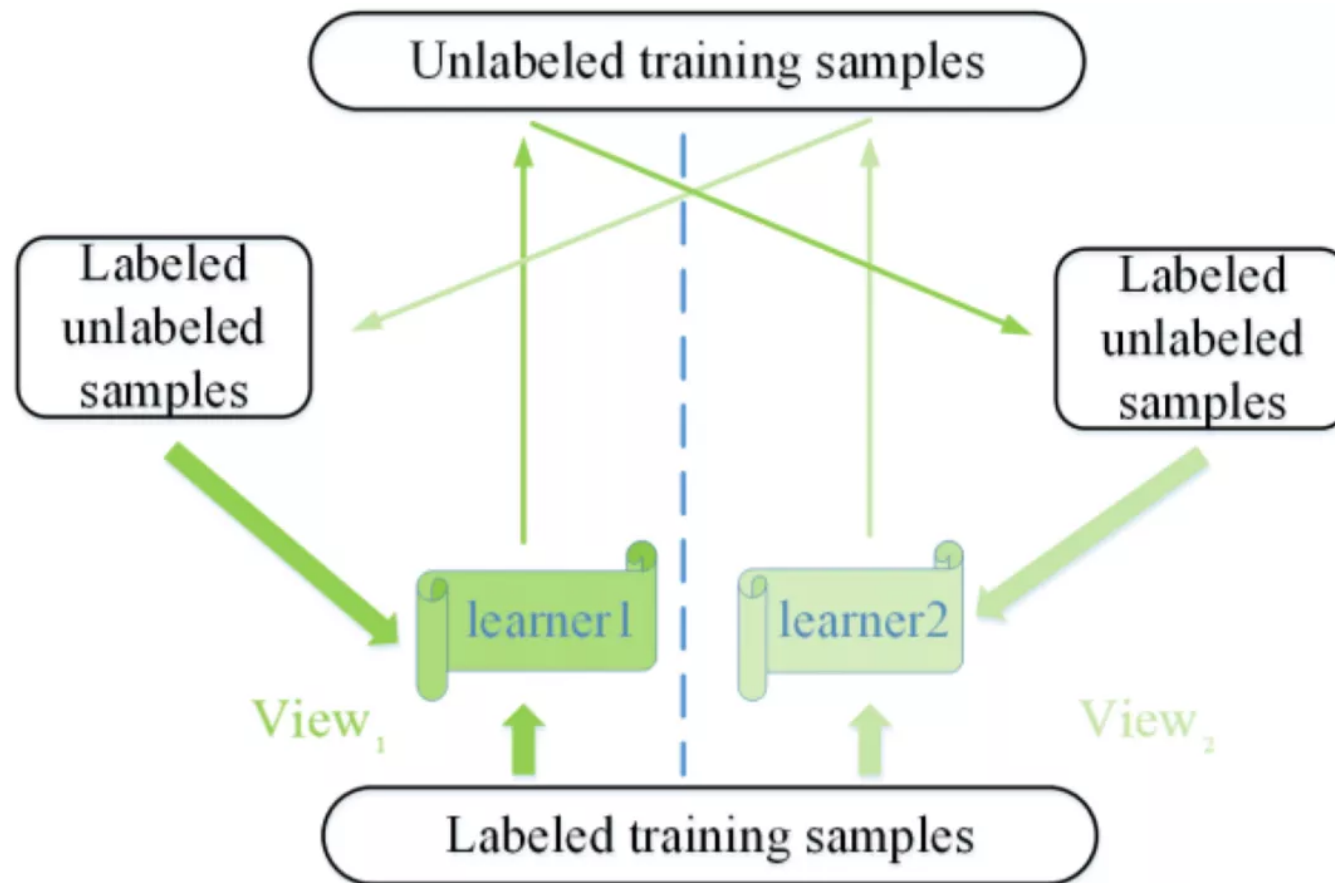 Unlabeled training samples
Labeled
unlabeled
samples
Labeled
unlabeled
samples
learner1
learner2
View₁
View₂
Labeled training samples